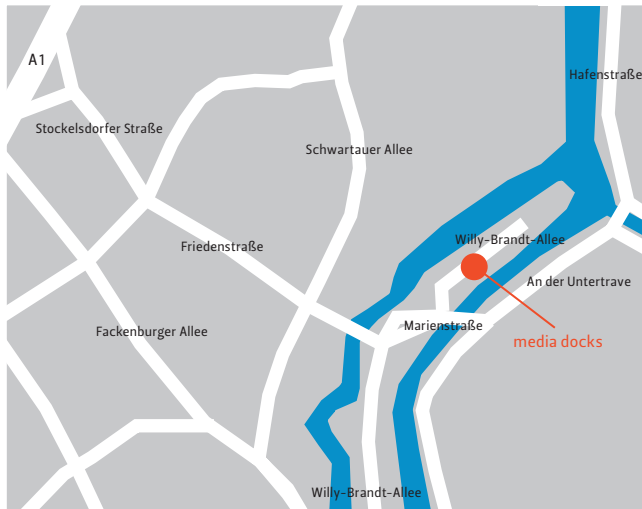 A1
Hafenstraße
Stockelsdorfer Straße
Schwartauer Allee
Willy-Brandt-Allee
Friedenstraße
An der Untertrave
Marienstraße
Fackenburger Allee
media docks
Willy-Brandt-Allee